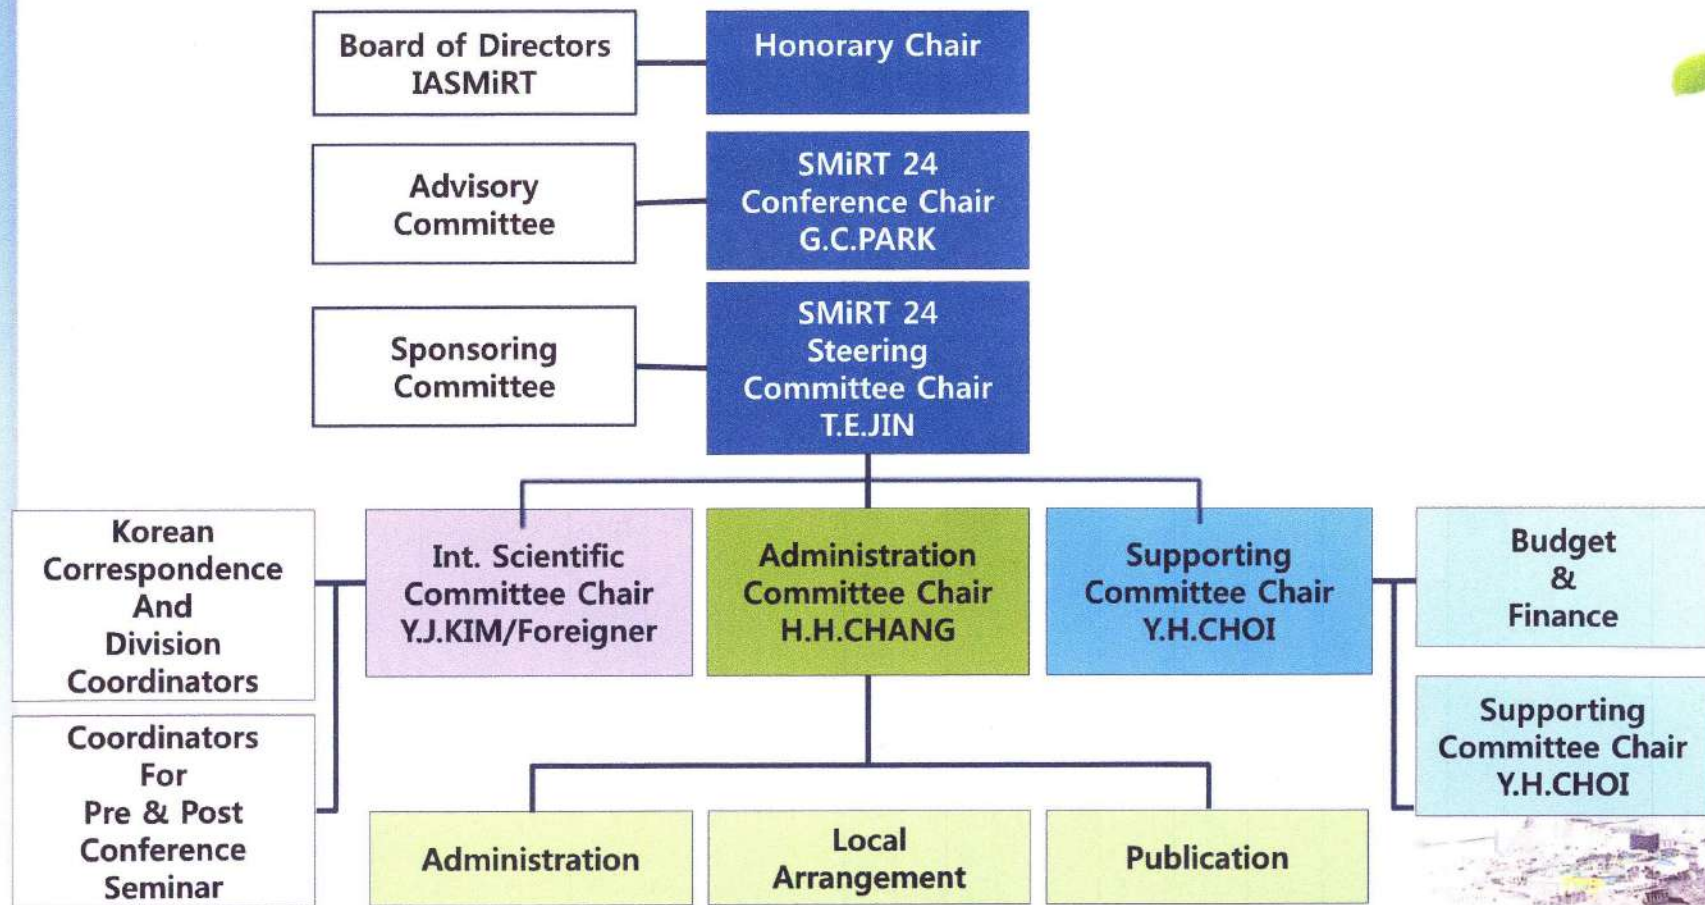 Board of Directors
IASMiRT
Honorary Chair
Advisory
Committee
SMiRT 24
Conference Chair
G.C.PARK
Sponsoring
Committee
SMiRT 24
Steering
Committee Chair
T.E.JIN
Korean
Correspondence
And
Division
Coordinators
Int. Scientific
Committee Chair
Y.J.KIM/Foreigner
Administration
Committee Chair
H.H.CHANG
Supporting
Committee Chair
Y.H.CHOI
Budget
&
Finance
Supporting
Committee Chair
Y.H.CHOI
Coordinators
For
Pre & Post
Conference
Seminar
Administration
Local
Arrangement
Publication